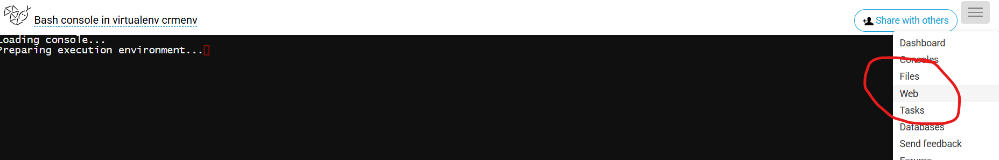 Bash console in virtualenv crmenv
Share with others
Loading console...
Preparing execution environment...
Dashboard
Consoles
Files
Web
Tasks
Databases
Send feedback
Forums